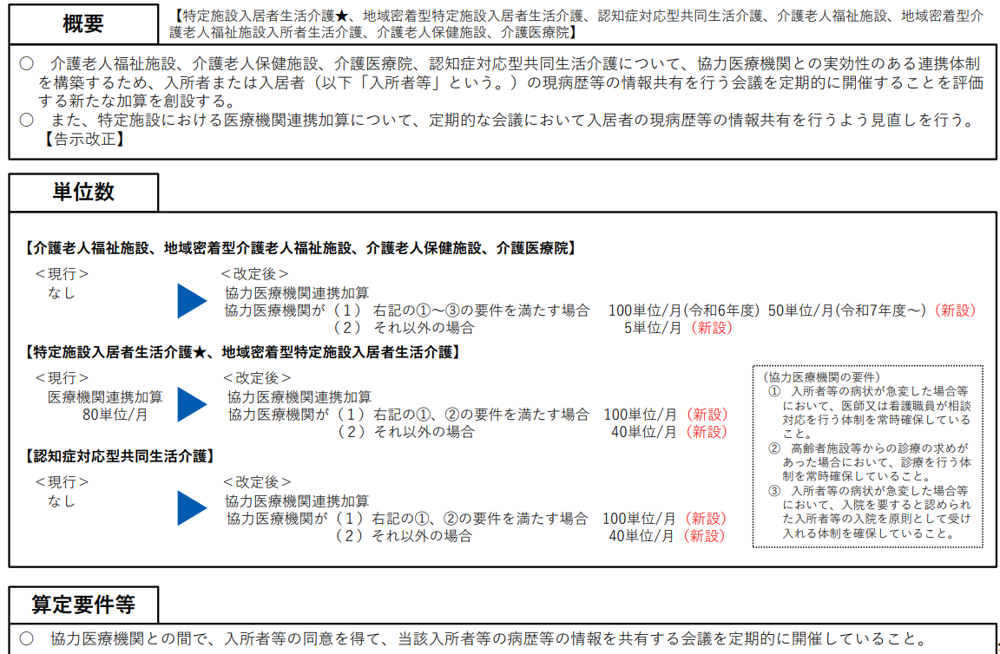 概要
【特定施設入居者生活介護★、地域密着型特定施設入居者生活介護、認知症対応型共同生活介護、介護老人福祉施設、地域密着型介
護老人福祉施設入所者生活介護、介護老人保健施設、介護医療院】
○ 介護老人福祉施設、介護老人保健施設、介護医療院、認知症対応型共同生活介護について、協力医療機関との実効性のある連携体制
を構築するため、入所者または入居者（以下「入所者等」という。）の現病歴等の情報共有を行う会議を定期的に開催することを評価
する新たな加算を創設する。
○ また、特定施設における医療機関連携加算について、定期的な会議において入居者の現病歴等の情報共有を行うよう見直しを行う。
【告示改正】
単位数
【介護老人福祉施設、地域密着型介護老人福祉施設、介護老人保健施設、介護医療院】
＜現行＞ ＜改定後＞
なし 協力医療機関連携加算
協力医療機関が（１）右記の①～③の要件を満たす場合 100単位/月(令和6年度) 50単位/月(令和7年度～)（新設）
（２） それ以外の場合 5単位/月（新設）
【特定施設入居者生活介護★、地域密着型特定施設入居者生活介護】
＜現行＞ ＜改定後＞
医療機関連携加算 協力医療機関連携加算
80単位/月 協力医療機関が（１）右記の①、②の要件を満たす場合 100単位/月（新設）
（２）それ以外の場合 40単位/月（新設）
【認知症対応型共同生活介護】
＜現行＞ ＜改定後＞
なし 協力医療機関連携加算
協力医療機関が（１）右記の①、②の要件を満たす場合 100単位/月（新設）
（２）それ以外の場合 40単位/月（新設）
（協力医療機関の要件）
① 入所者等の病状が急変した場合等
において、医師又は看護職員が相談
対応を行う体制を常時確保している
こと。
② 高齢者施設等からの診療の求めが
あった場合において、診療を行う体
制を常時確保していること。
③ 入所者等の病状が急変した場合等
において、入院を要すると認められ
た入所者等の入院を原則として受け
入れる体制を確保していること。
算定要件等
○ 協力医療機関との間で、入所者等の同意を得て、当該入所者等の病歴等の情報を共有する会議を定期的に開催していること。